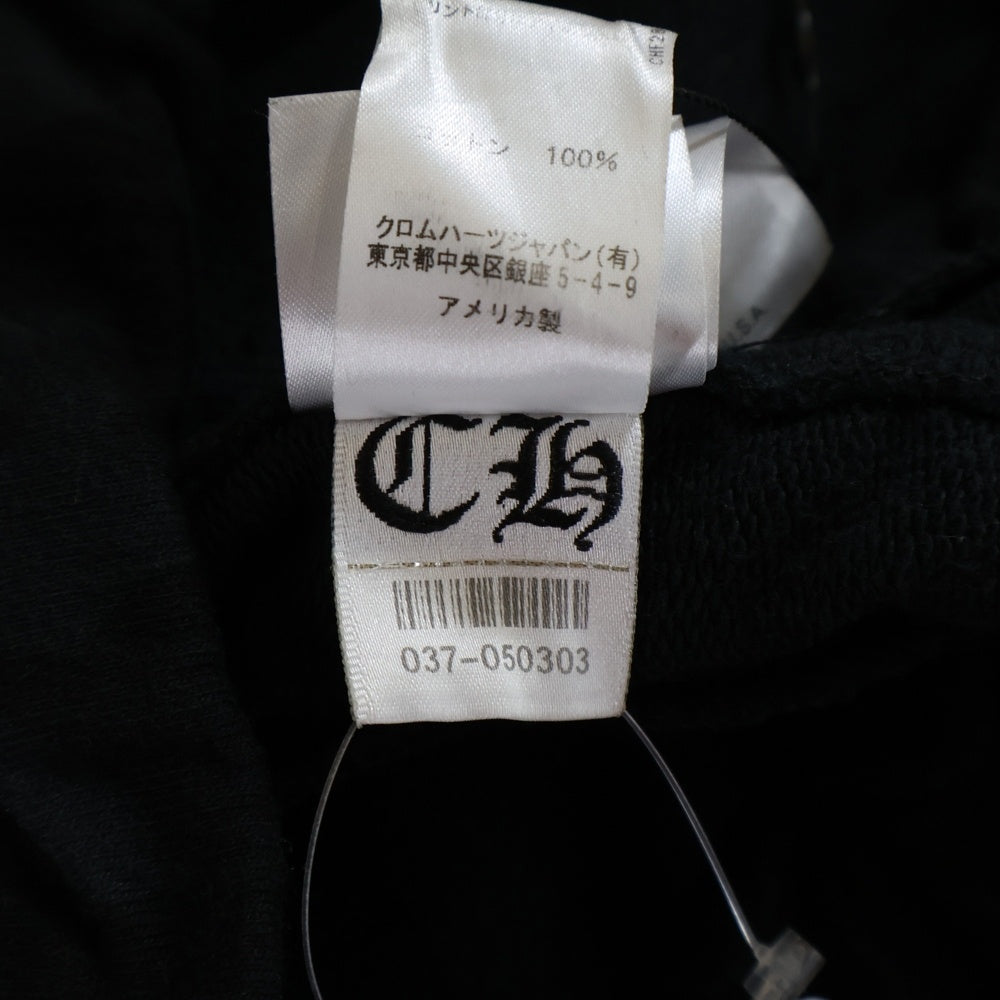 コットン 100%
クロムハーツジャパン(有)
東京都中央区銀座5-4-9
アメリカ製
USA
CH
037-050303